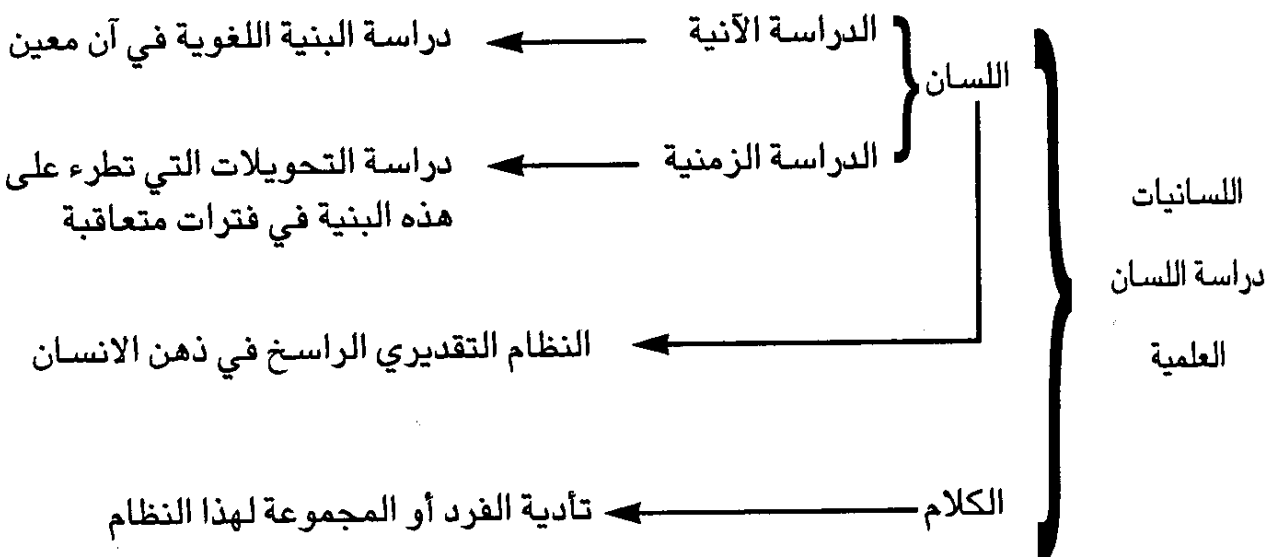 الدراسة الآنية
دراسة البنية اللغوية في آن معين
اللسان
الدراسة الزمنية
دراسة التحويلات التي تطرء على
هذه البنية في فترات متعاقبة
اللسانيات
دراسة اللسان
العلمية
النظام التقديري الراسخ في ذهن الانسان
الكلام
تأدية الفرد أو المجموعة لهذا النظام